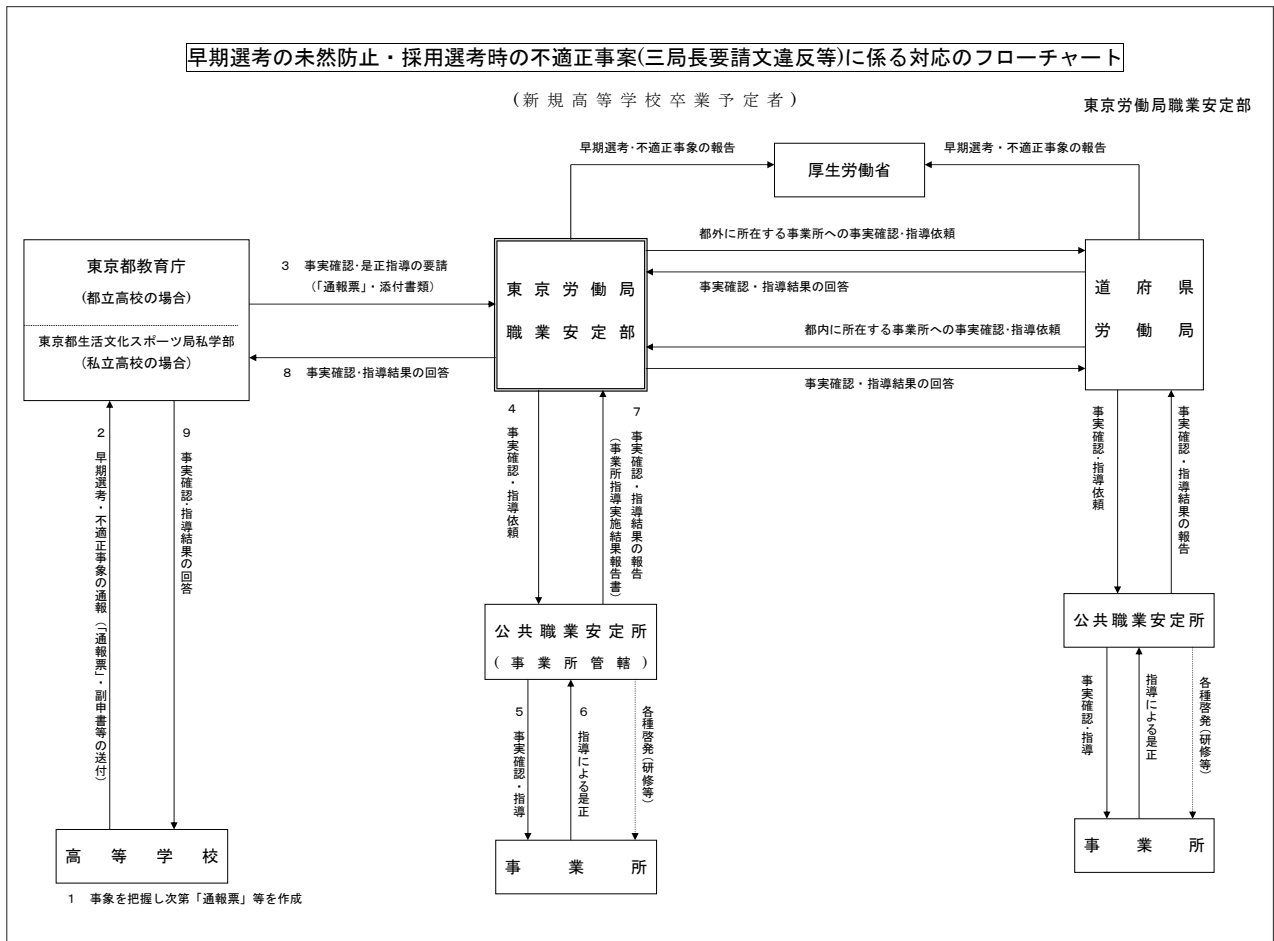 早期選考の未然防止・採用選考時の不適正事案(三局長要請文違反等)に係る対応のフローチャート
(新規高等学校卒業予定者)
東京労働局職業安定部
早期選考・不適正事象の報告
早期選考・不適正事象の報告
厚生労働省
東京都教育庁
(都立高校の場合)
東京都生活文化スポーツ局私学部
(私立高校の場合)
3 事実確認・是正指導の要請
(「通報票」・添付書類)
8 事実確認・指導結果の回答
東京労働局
職業安定部
都外に所在する事業所への事実確認・指導依頼
事実確認・指導結果の回答
都内に所在する事業所への事実確認・指導依頼
事実確認・指導結果の回答
道府県
労働局
2 早期選考・不適正事象の通報(「通報票」・副申書等の送付)
9 事実確認・指導結果の回答
4 事実確認・指導依頼
7 事実確認・指導結果の報告
(事業所指導実施結果報告書)
事実確認・指導依頼
事実確認・指導結果の報告
公共職業安定所
(事業所管轄)
公共職業安定所
5 事実確認・指導
6 指導による是正
各種啓発(研修等)
事実確認・指導
指導による是正
各種啓発(研修等)
高等学校
事業所
事業所
1 事象を把握し次第「通報票」等を作成